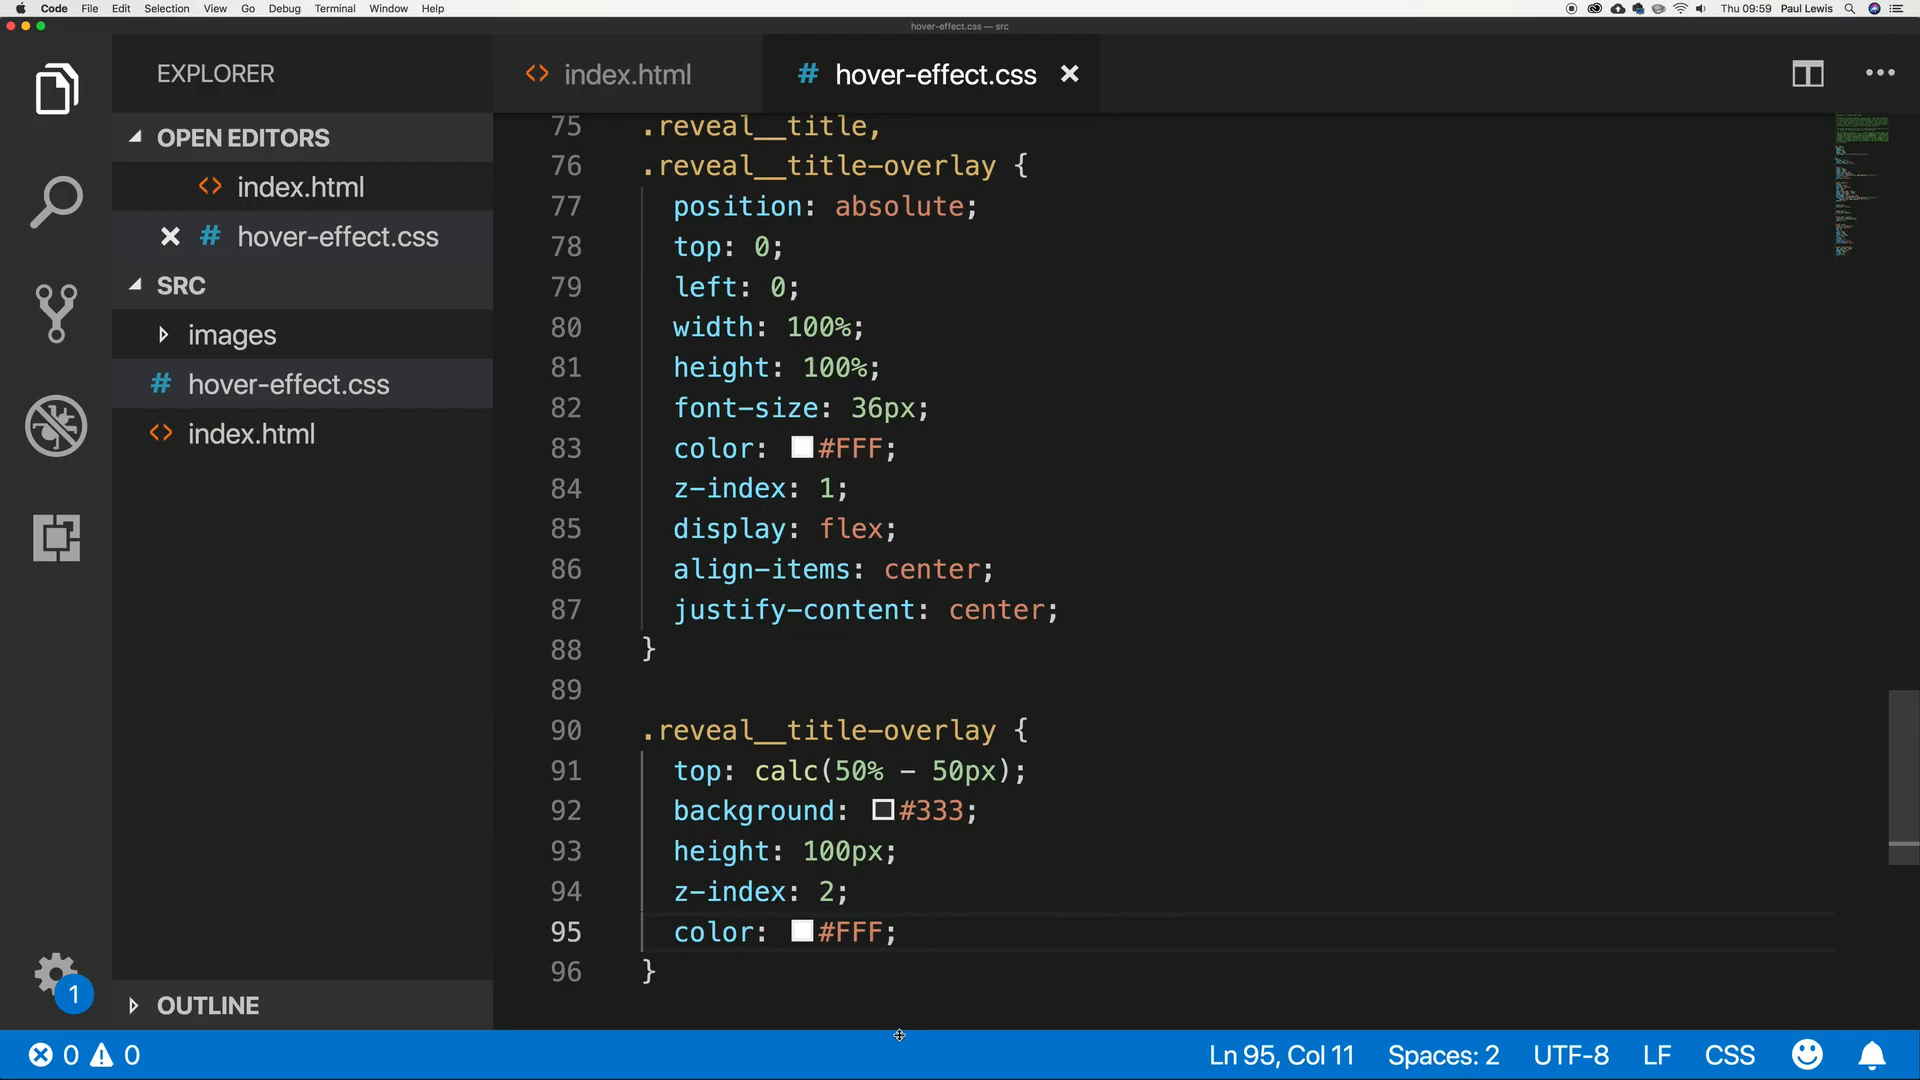 Code File Edit Selection View Go Debug Terminal Window Help Thu 09:59 Paul Lewis
hover-effect.css — src
EXPLORER
OPEN EDITORS
<> index.html
# hover-effect.css
SRC
images
# hover-effect.css
<> index.html
OUTLINE
1
<> index.html # hover-effect.css
75 .reveal__title,
76 .reveal__title-overlay {
77 position: absolute;
78 top: 0;
79 left: 0;
80 width: 100%;
81 height: 100%;
82 font-size: 36px;
83 color: #FFF;
84 z-index: 1;
85 display: flex;
86 align-items: center;
87 justify-content: center;
88 }
89
90 .reveal__title-overlay {
91 top: calc(50% - 50px);
92 background: #333;
93 height: 100px;
94 z-index: 2;
95 color: #FFF;
96 }
0 0 Ln 95, Col 11 Spaces: 2 UTF-8 LF CSS